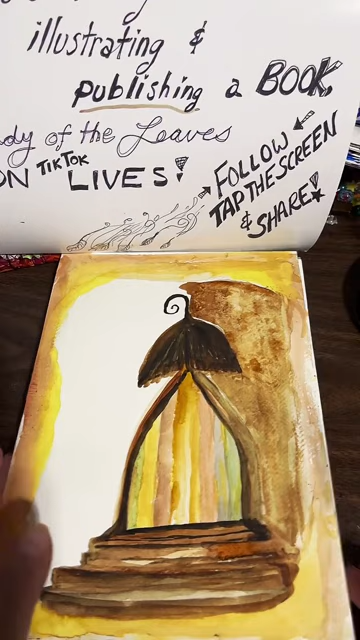 illustrating &
publishing a BOOK
of the Leaves
ON TIKTOK LIVES!
FOLLOW
TAP THE SCREEN
& SHARE!